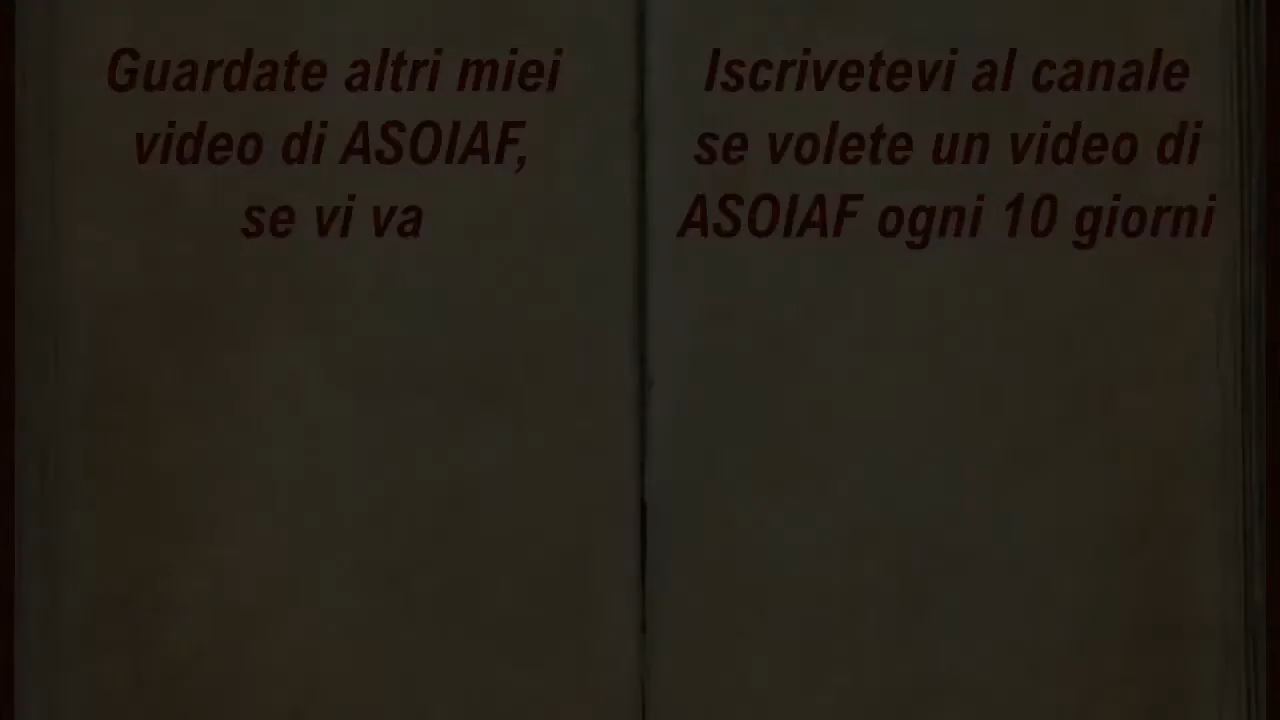 Guardate altri miei
video di ASOIAF,
se vi va
Iscrivetevi al canale
se volete un video di
ASOIAF ogni 10 giorni